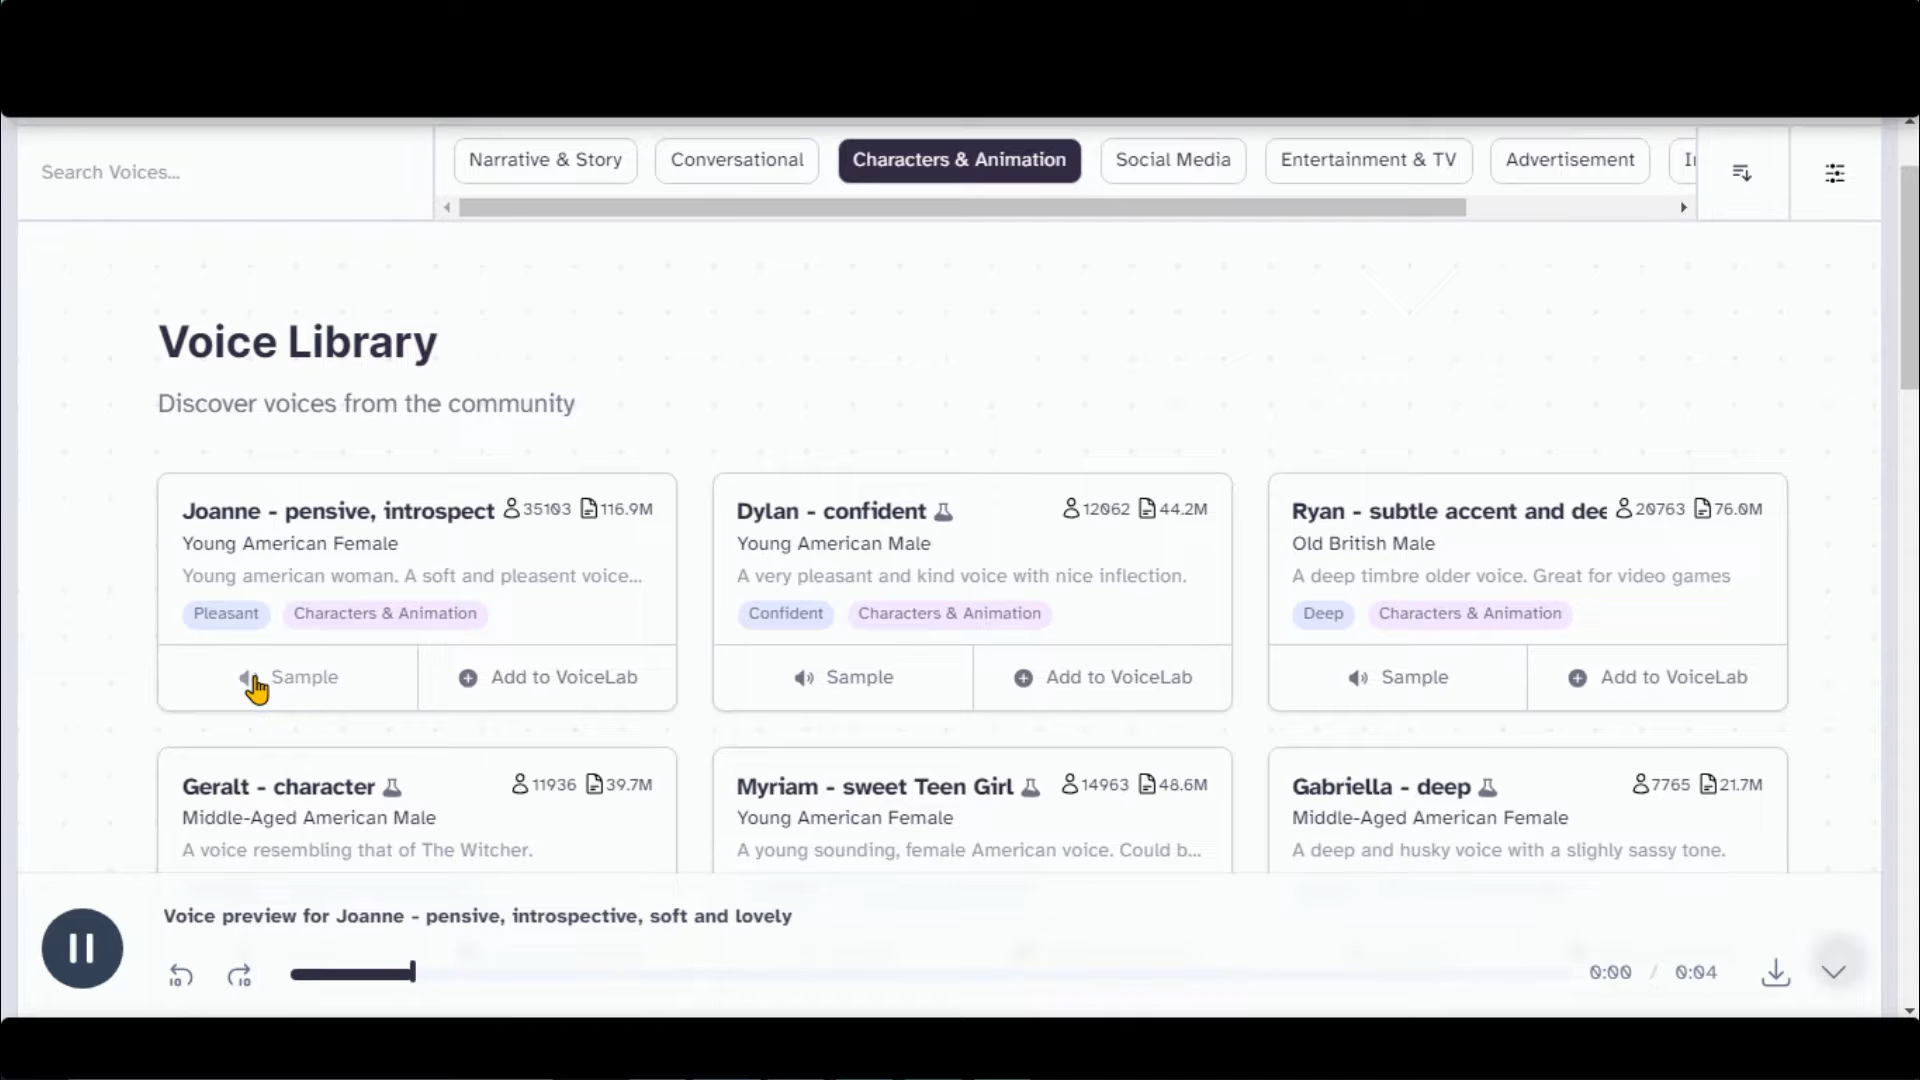 Search Voices...
Narrative & Story
Conversational
Characters & Animation
Social Media
Entertainment & TV
Advertisement
Voice Library
Discover voices from the community
Joanne - pensive, introspect 35103 116.9M
Young American Female
Young american woman. A soft and pleasent voice...
Pleasant Characters & Animation
Sample Add to VoiceLab
Dylan - confident 12062 44.2M
Young American Male
A very pleasant and kind voice with nice inflection.
Confident Characters & Animation
Sample Add to VoiceLab
Ryan - subtle accent and dee 20763 76.0M
Old British Male
A deep timbre older voice. Great for video games
Deep Characters & Animation
Sample Add to VoiceLab
Geralt - character 11936 39.7M
Middle-Aged American Male
A voice resembling that of The Witcher.
Myriam - sweet Teen Girl 14963 48.6M
Young American Female
A young sounding, female American voice. Could b...
Gabriella - deep 7765 21.7M
Middle-Aged American Female
A deep and husky voice with a slighly sassy tone.
Voice preview for Joanne - pensive, introspective, soft and lovely
10 10 0:00 / 0:04